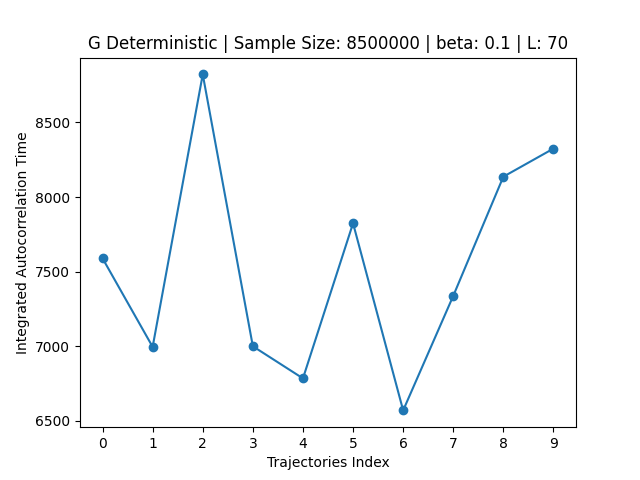 G Deterministic | Sample Size: 8500000 | beta: 0.1 | L: 70
Integrated Autocorrelation Time
8500
8000
7500
7000
6500
0 1 2 3 4 5 6 7 8 9
Trajectories Index